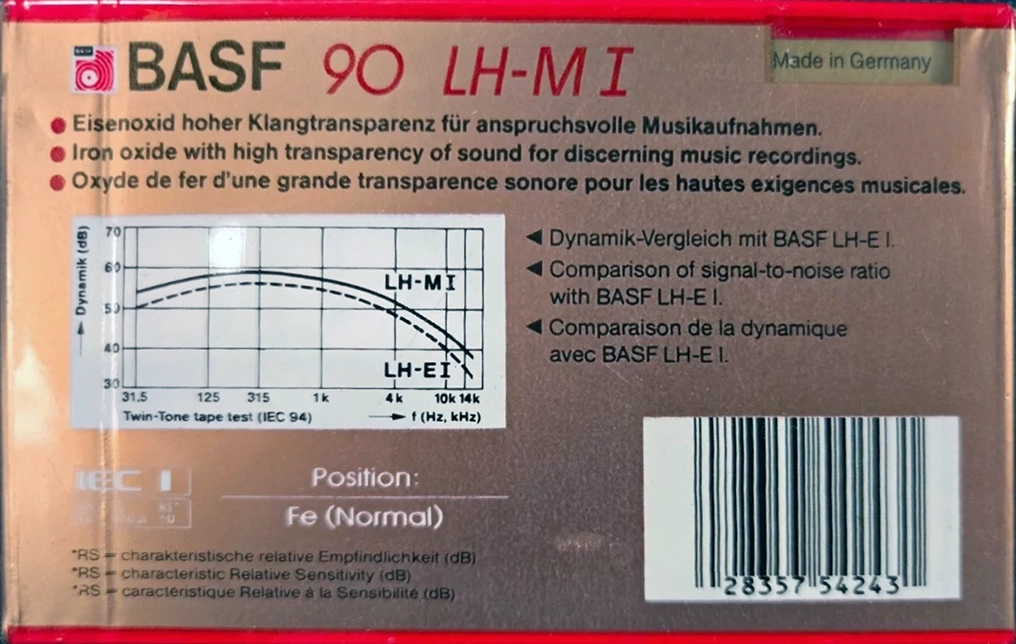 BASF 90 LH-M I
Made in Germany
Eisenoxid hoher Klangtransparenz für anspruchsvolle Musikaufnahmen.
Iron oxide with high transparency of sound for discerning music recordings.
Oxyde de fer d'une grande transparence sonore pour les hautes exigences musicales.
Dynamik (dB)
70
60
50
40
30
LH-M I
LH-E I
31.5 125 315 1k 4k 10k 14k
Twin-Tone tape test (IEC 94) f (Hz, kHz)
Dynamik-Vergleich mit BASF LH-E I.
Comparison of signal-to-noise ratio
with BASF LH-E I.
Comparaison de la dynamique
avec BASF LH-E I.
IEC I
Position:
Fe (Normal)
*RS = charakteristische relative Empfindlichkeit (dB)
*RS = characteristic Relative Sensitivity (dB)
*RS = caractéristique Relative à la Sensibilité (dB)
28357 54243